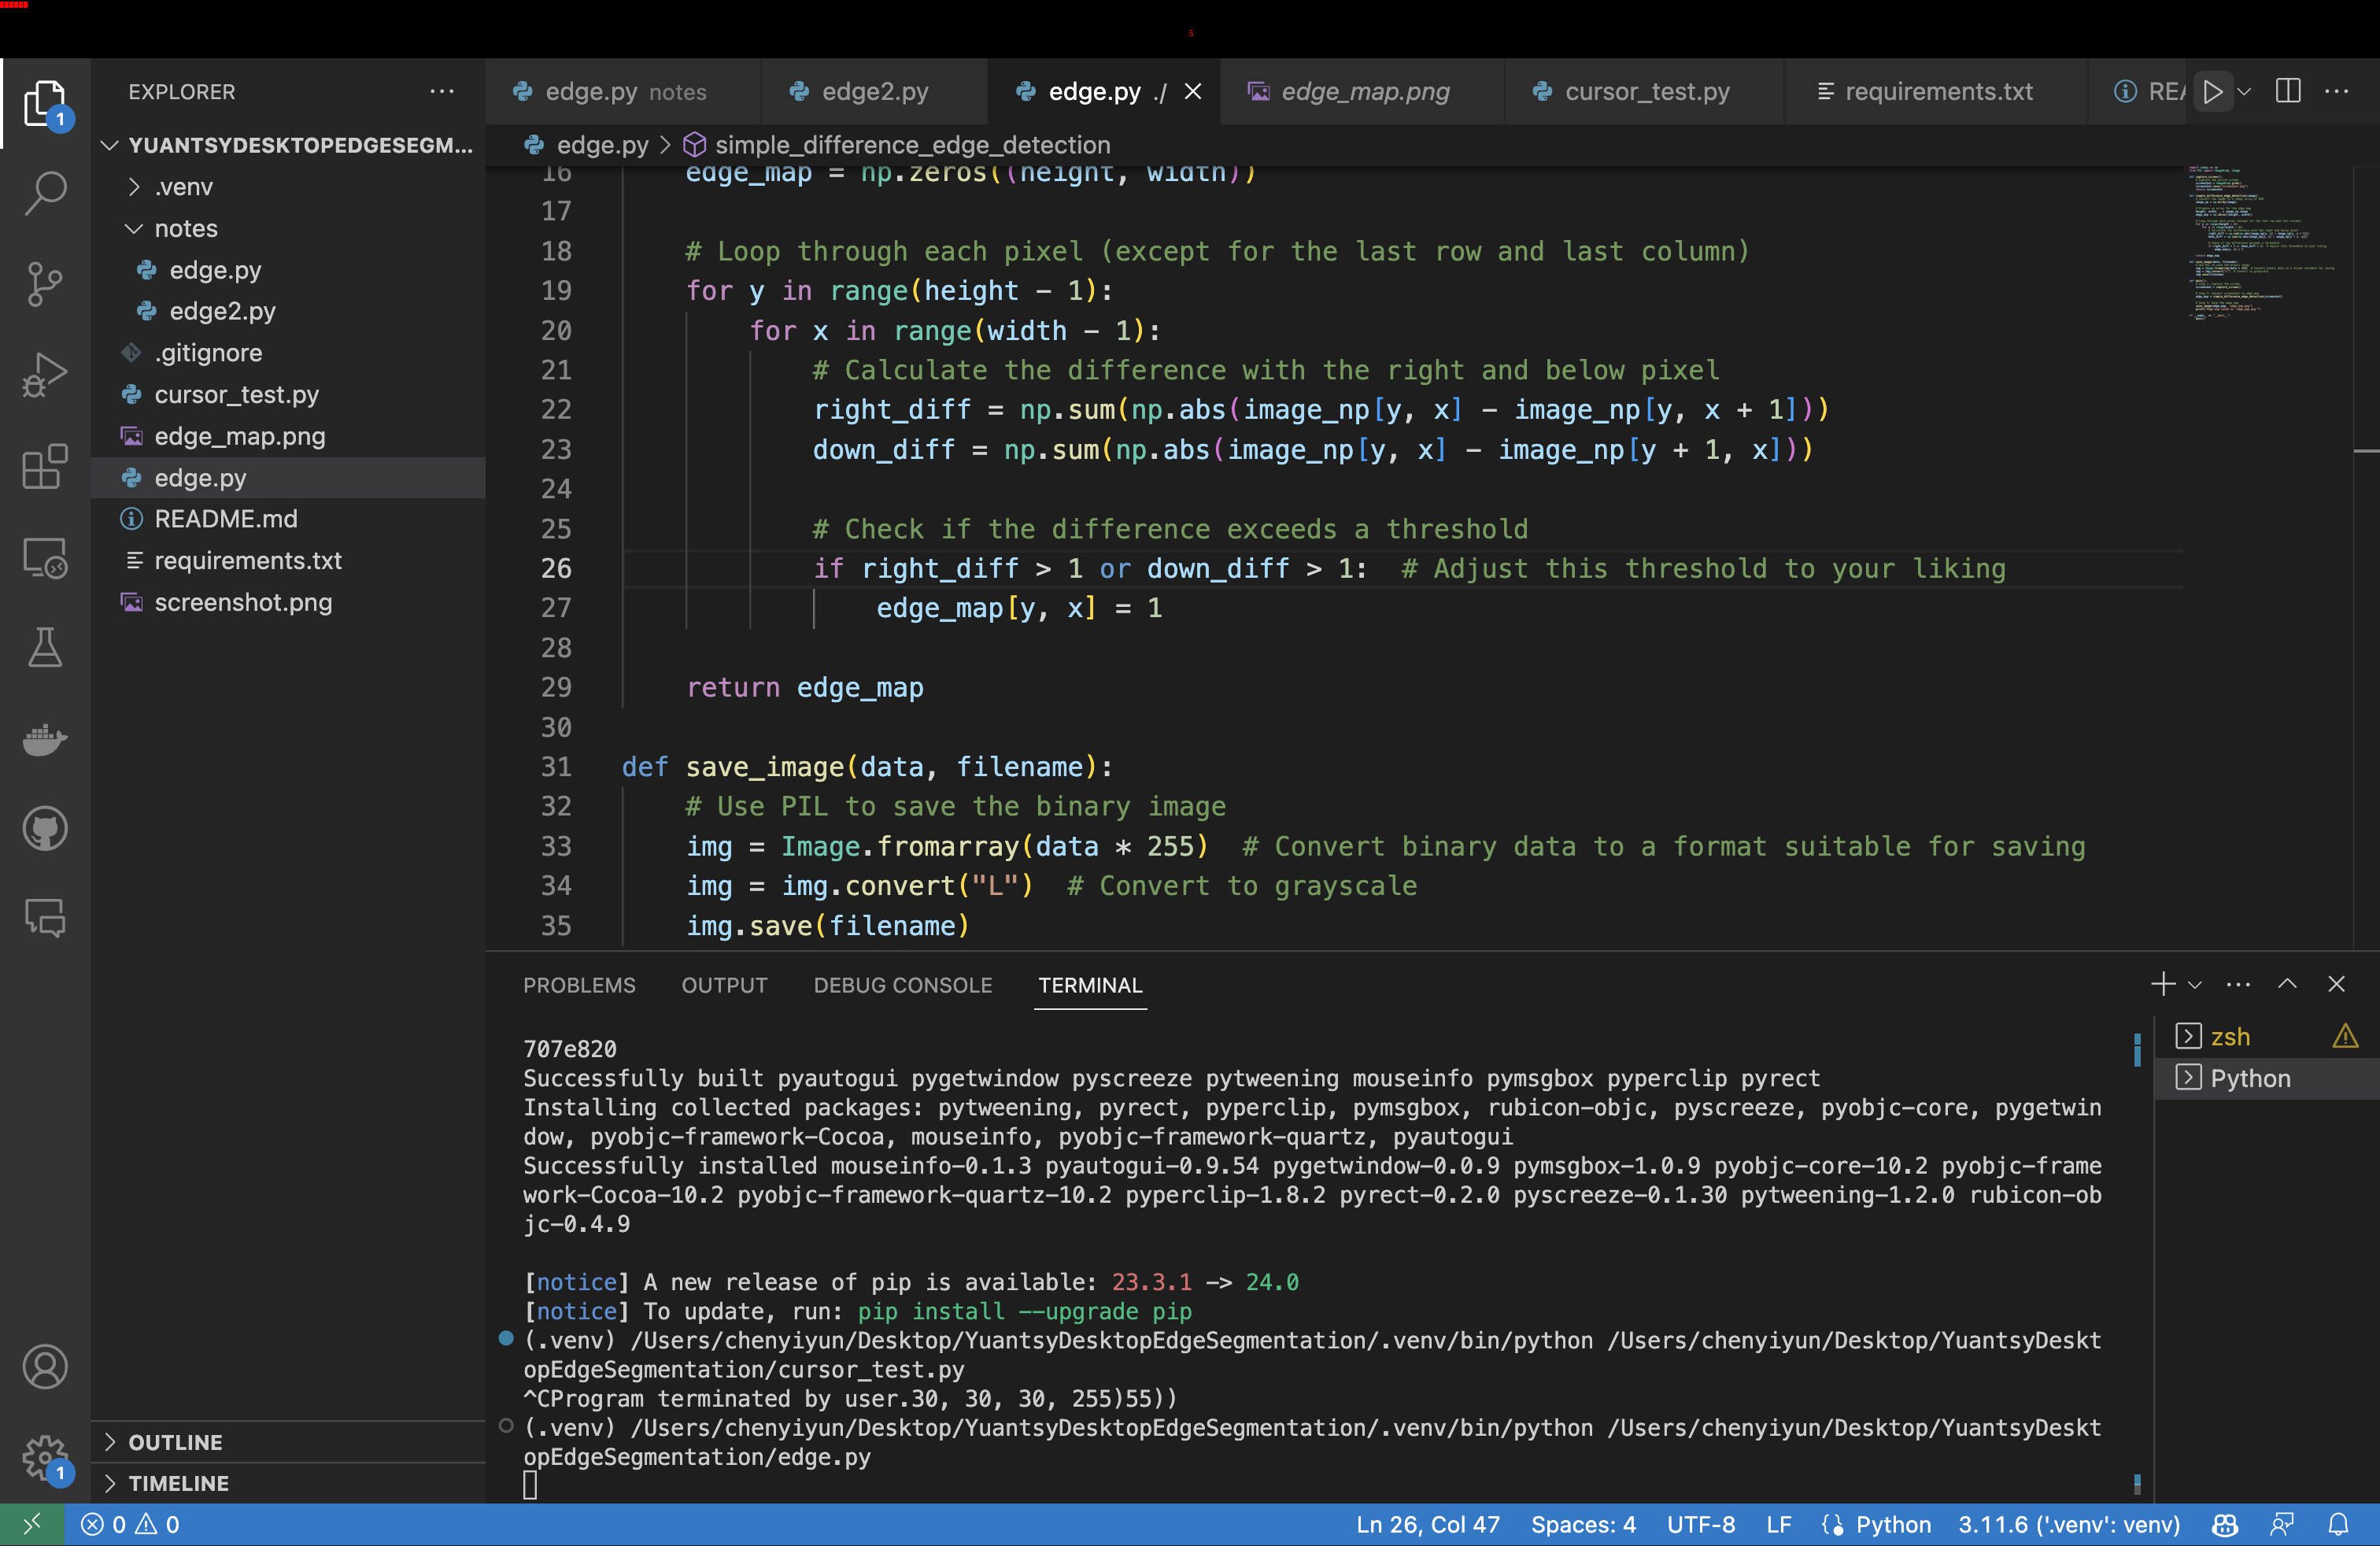 s
EXPLORER
edge.py notes
edge2.py
edge.py ./
edge_map.png
cursor_test.py
requirements.txt
REA
1
YUANTSYDESKTOPEDGESEGM...
.venv
notes
edge.py
edge2.py
.gitignore
cursor_test.py
edge_map.png
edge.py
README.md
requirements.txt
screenshot.png
OUTLINE
TIMELINE
1
edge.py > simple_difference_edge_detection
16 edge_map = np.zeros((height, width))
17
18 # Loop through each pixel (except for the last row and last column)
19 for y in range(height - 1):
20 for x in range(width - 1):
21 # Calculate the difference with the right and below pixel
22 right_diff = np.sum(np.abs(image_np[y, x] - image_np[y, x + 1]))
23 down_diff = np.sum(np.abs(image_np[y, x] - image_np[y + 1, x]))
24
25 # Check if the difference exceeds a threshold
26 if right_diff > 1 or down_diff > 1: # Adjust this threshold to your liking
27 edge_map[y, x] = 1
28
29 return edge_map
30
31 def save_image(data, filename):
32 # Use PIL to save the binary image
33 img = Image.fromarray(data * 255) # Convert binary data to a format suitable for saving
34 img = img.convert("L") # Convert to grayscale
35 img.save(filename)
PROBLEMS OUTPUT DEBUG CONSOLE TERMINAL
707e820
Successfully built pyautogui pygetwindow pyscreeze pytweening mouseinfo pymsgbox pyperclip pyrect
Installing collected packages: pytweening, pyrect, pyperclip, pymsgbox, rubicon-objc, pyscreeze, pyobjc-core, pygetwin
dow, pyobjc-framework-Cocoa, mouseinfo, pyobjc-framework-quartz, pyautogui
Successfully installed mouseinfo-0.1.3 pyautogui-0.9.54 pygetwindow-0.0.9 pymsgbox-1.0.9 pyobjc-core-10.2 pyobjc-frame
work-Cocoa-10.2 pyobjc-framework-quartz-10.2 pyperclip-1.8.2 pyrect-0.2.0 pyscreeze-0.1.30 pytweening-1.2.0 rubicon-ob
jc-0.4.9
[notice] A new release of pip is available: 23.3.1 -> 24.0
[notice] To update, run: pip install --upgrade pip
(.venv) /Users/chenyiyun/Desktop/YuantsyDesktopEdgeSegmentation/.venv/bin/python /Users/chenyiyun/Desktop/YuantsyDeskt
opEdgeSegmentation/cursor_test.py
^CProgram terminated by user.30, 30, 30, 255)55))
(.venv) /Users/chenyiyun/Desktop/YuantsyDesktopEdgeSegmentation/.venv/bin/python /Users/chenyiyun/Desktop/YuantsyDeskt
opEdgeSegmentation/edge.py
zsh
Python
0 0
Ln 26, Col 47 Spaces: 4 UTF-8 LF Python 3.11.6 ('.venv': venv)